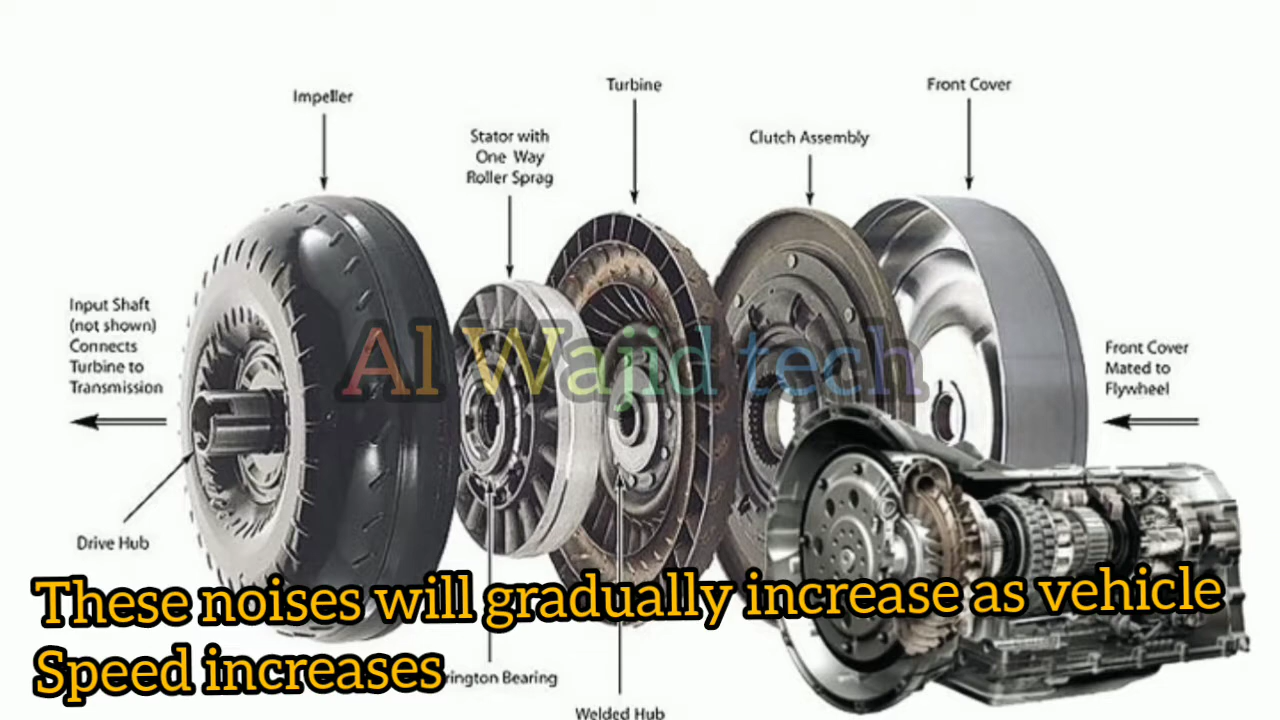 Impeller
Turbine
Front Cover
Stator with
One Way
Roller Sprag
Clutch Assembly
Input Shaft
(not shown)
Connects
Turbine to
Transmission
Al Wajid tech
Front Cover
Mated to
Flywheel
Drive Hub
These noises will gradually increase as vehicle
Speed increases
Bearing
Welded Hub